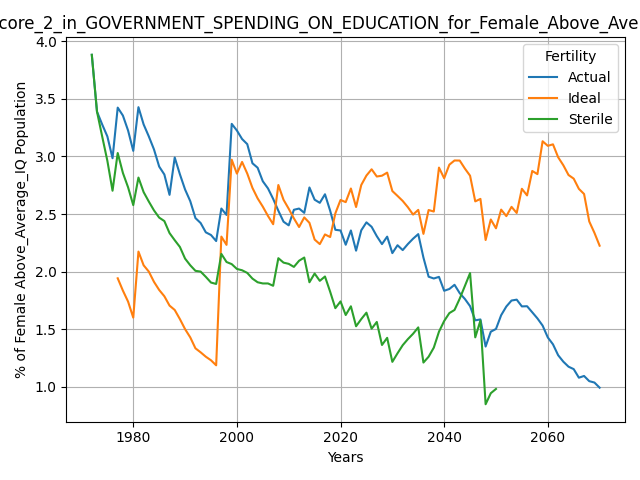 core_2_in_GOVERNMENT_SPENDING_ON_EDUCATION_for_Female_Above_Ave
4.0
3.5
3.0
2.5
2.0
1.5
1.0
% of Female Above_Average_IQ Population
Fertility
Actual
Ideal
Sterile
1980
2000
2020
2040
2060
Years